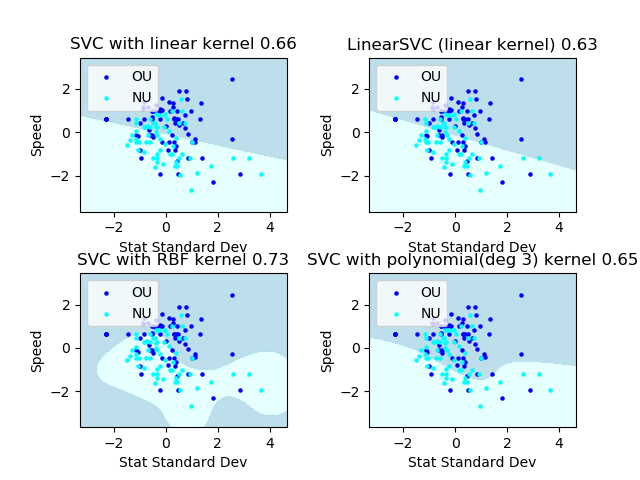 SVC with linear kernel 0.66
LinearSVC (linear kernel) 0.63
OU
NU
OU
NU
Speed
Speed
2
0
−2
2
0
−2
−2 0 2 4
−2 0 2 4
Stat Standard Dev
Stat Standard Dev
SVC with RBF kernel 0.73
SVC with polynomial(deg 3) kernel 0.65
OU
NU
OU
NU
Speed
Speed
2
0
−2
2
0
−2
−2 0 2 4
−2 0 2 4
Stat Standard Dev
Stat Standard Dev